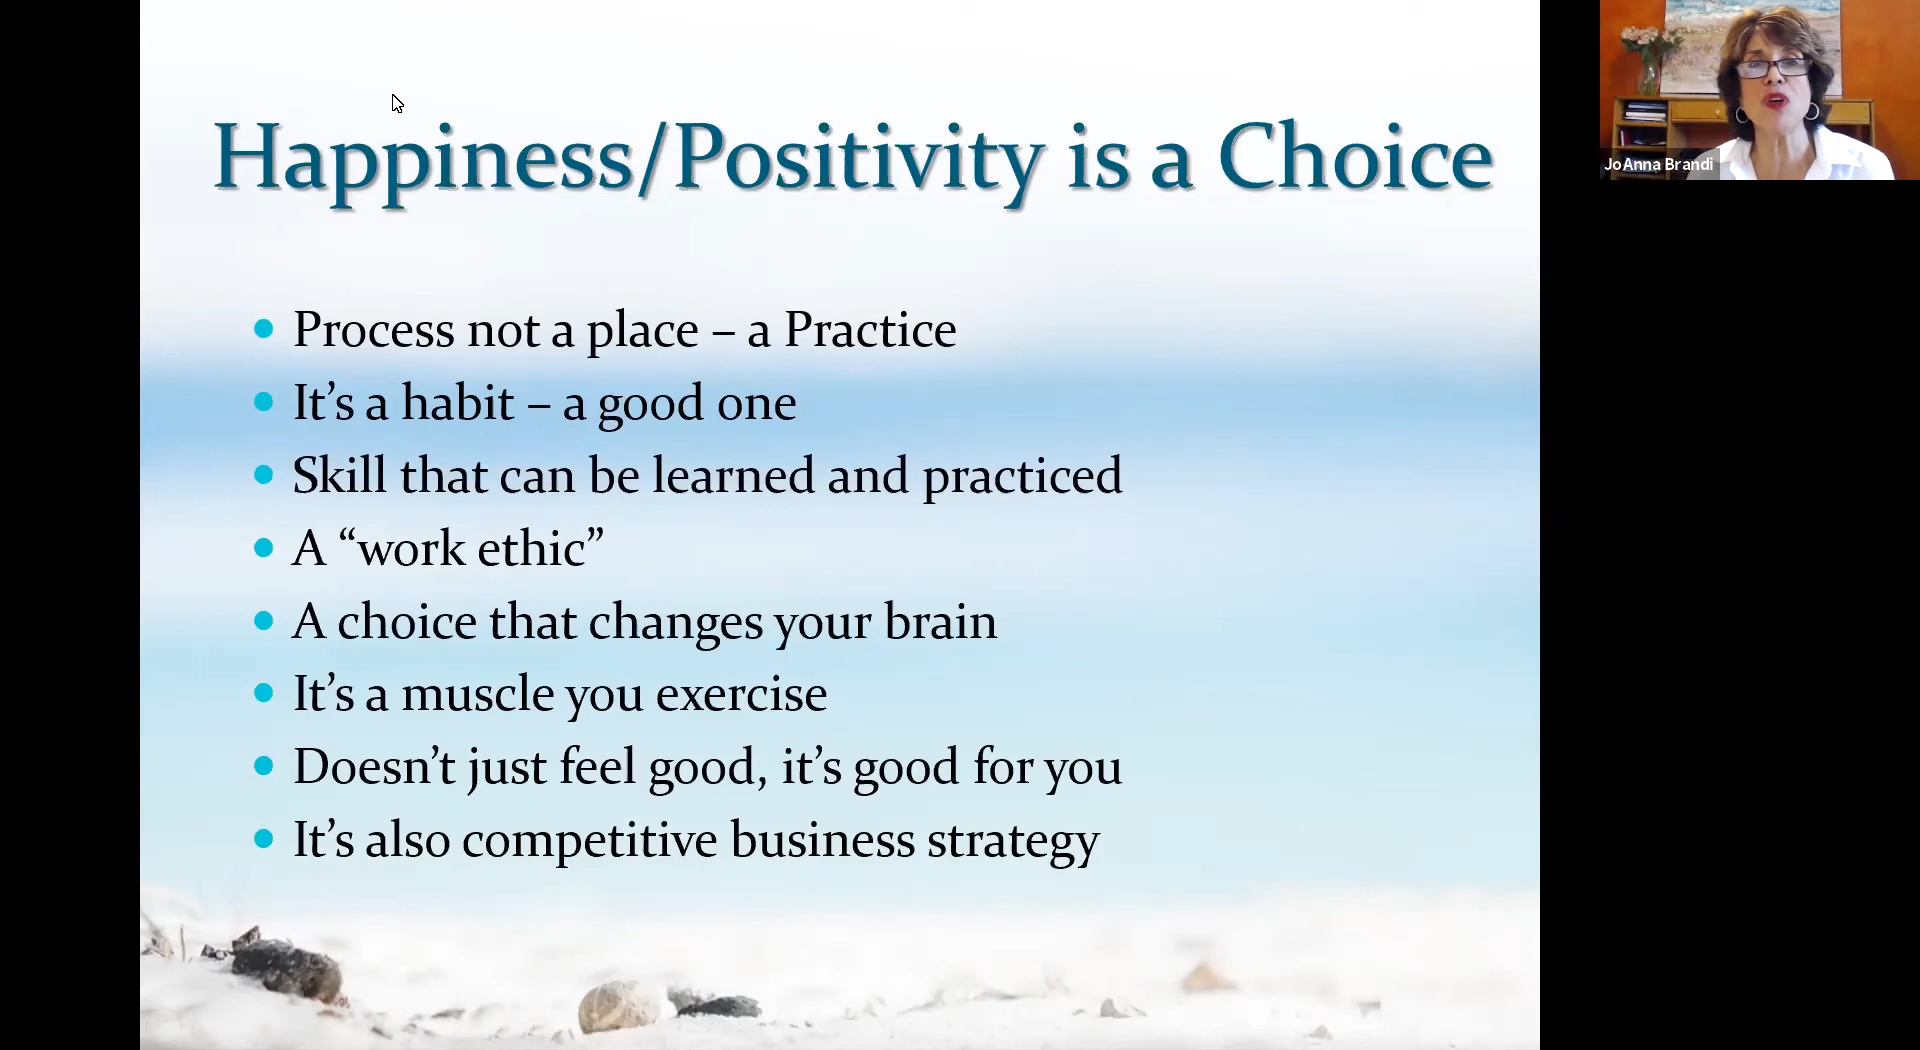 Happiness/Positivity is a Choice
Process not a place – a Practice
It’s a habit – a good one
Skill that can be learned and practiced
A “work ethic”
A choice that changes your brain
It’s a muscle you exercise
Doesn’t just feel good, it’s good for you
It’s also competitive business strategy
JoAnna Brandi